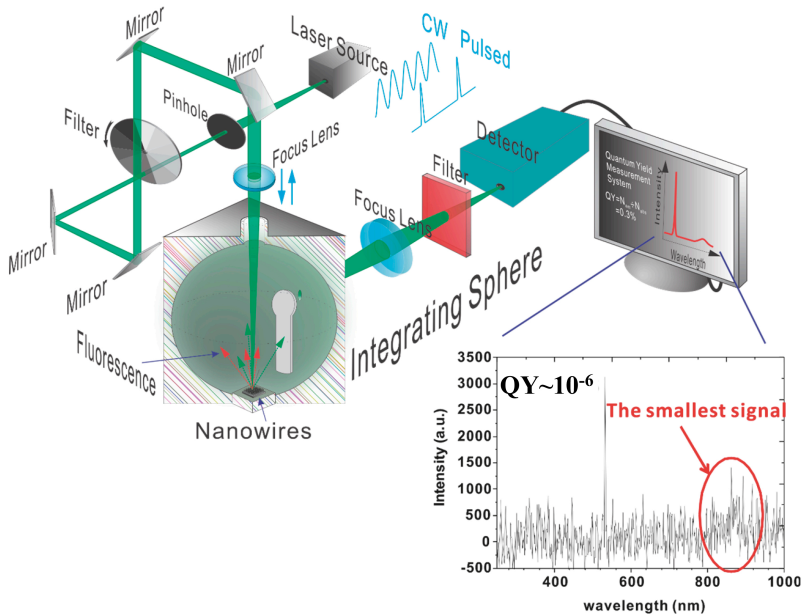 Mirror
Laser Source
CW Pulsed
Mirror
Pinhole
Filter
Focus Lens
Detector
Filter
Focus Lens
Mirror
Mirror
Integrating Sphere
Fluorescence
Nanowires
Quantum Yield
Measurement
System
=0.3%
Intensity
Wavelength
QY~10-6
The smallest signal
Intensity (a.u.)
3500
3000
2500
2000
1500
1000
500
0
-500
400
600
800
1000
wavelength (nm)